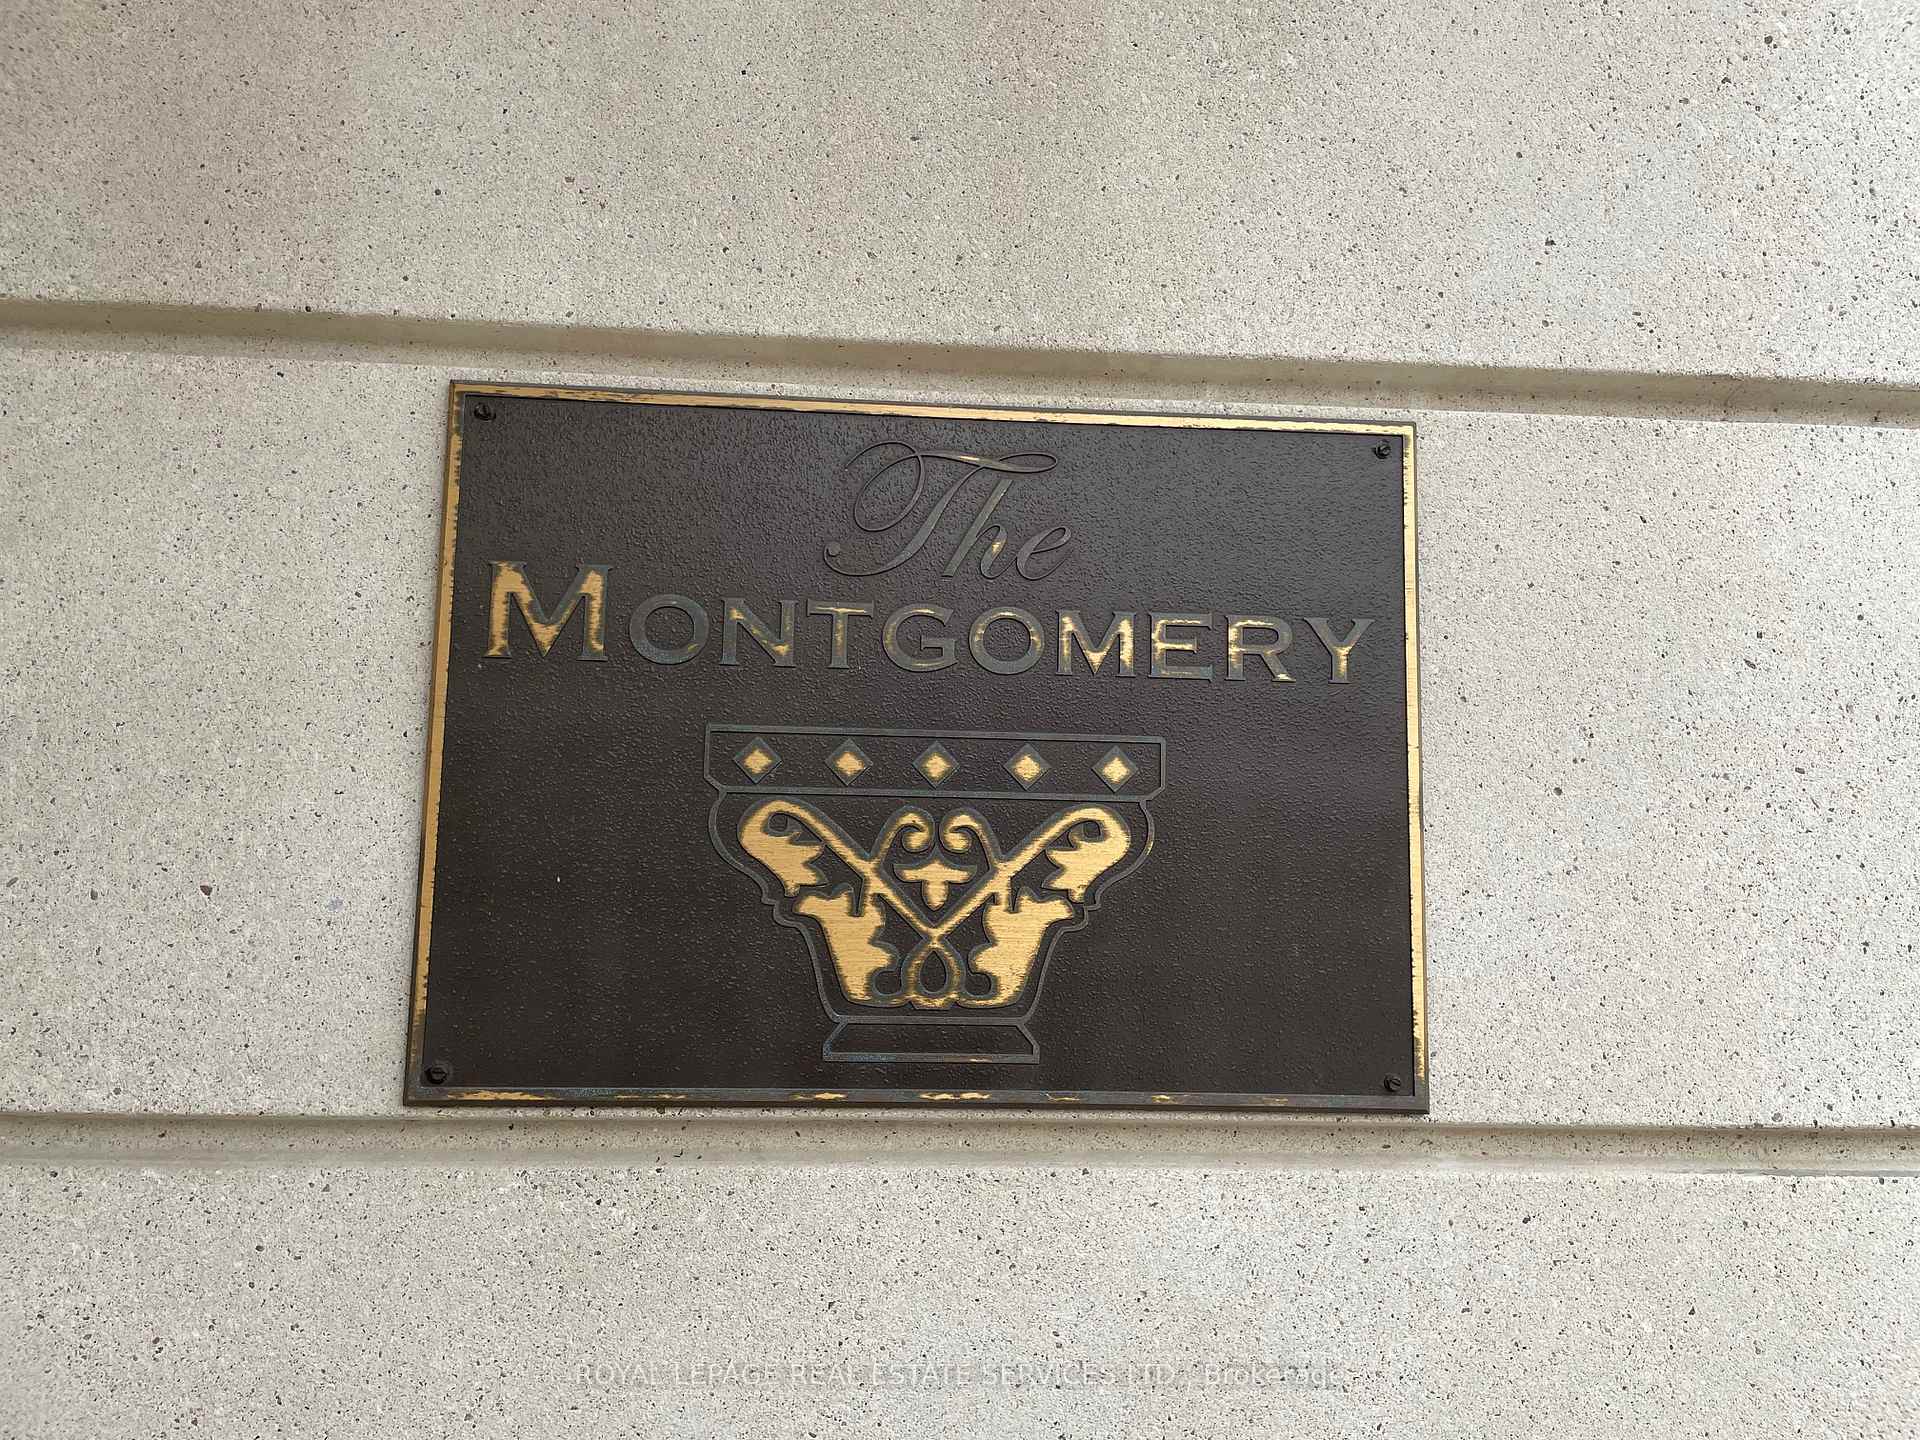 The
MONTGOMERY
ROYAL LEPAGE REAL ESTATE SERVICES LTD., Brokerage